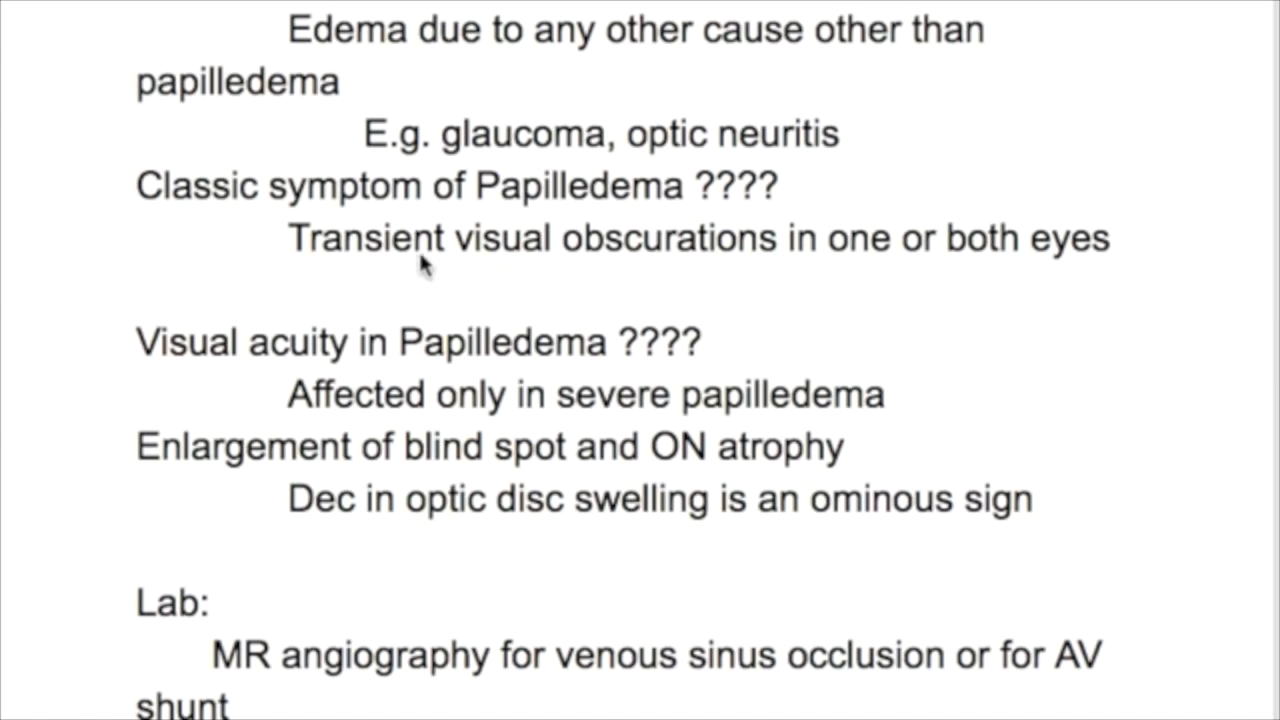 Edema due to any other cause other than
papilledema
E.g. glaucoma, optic neuritis
Classic symptom of Papilledema ????
Transient visual obscurations in one or both eyes
Visual acuity in Papilledema ????
Affected only in severe papilledema
Enlargement of blind spot and ON atrophy
Dec in optic disc swelling is an ominous sign
Lab:
MR angiography for venous sinus occlusion or for AV
shunt